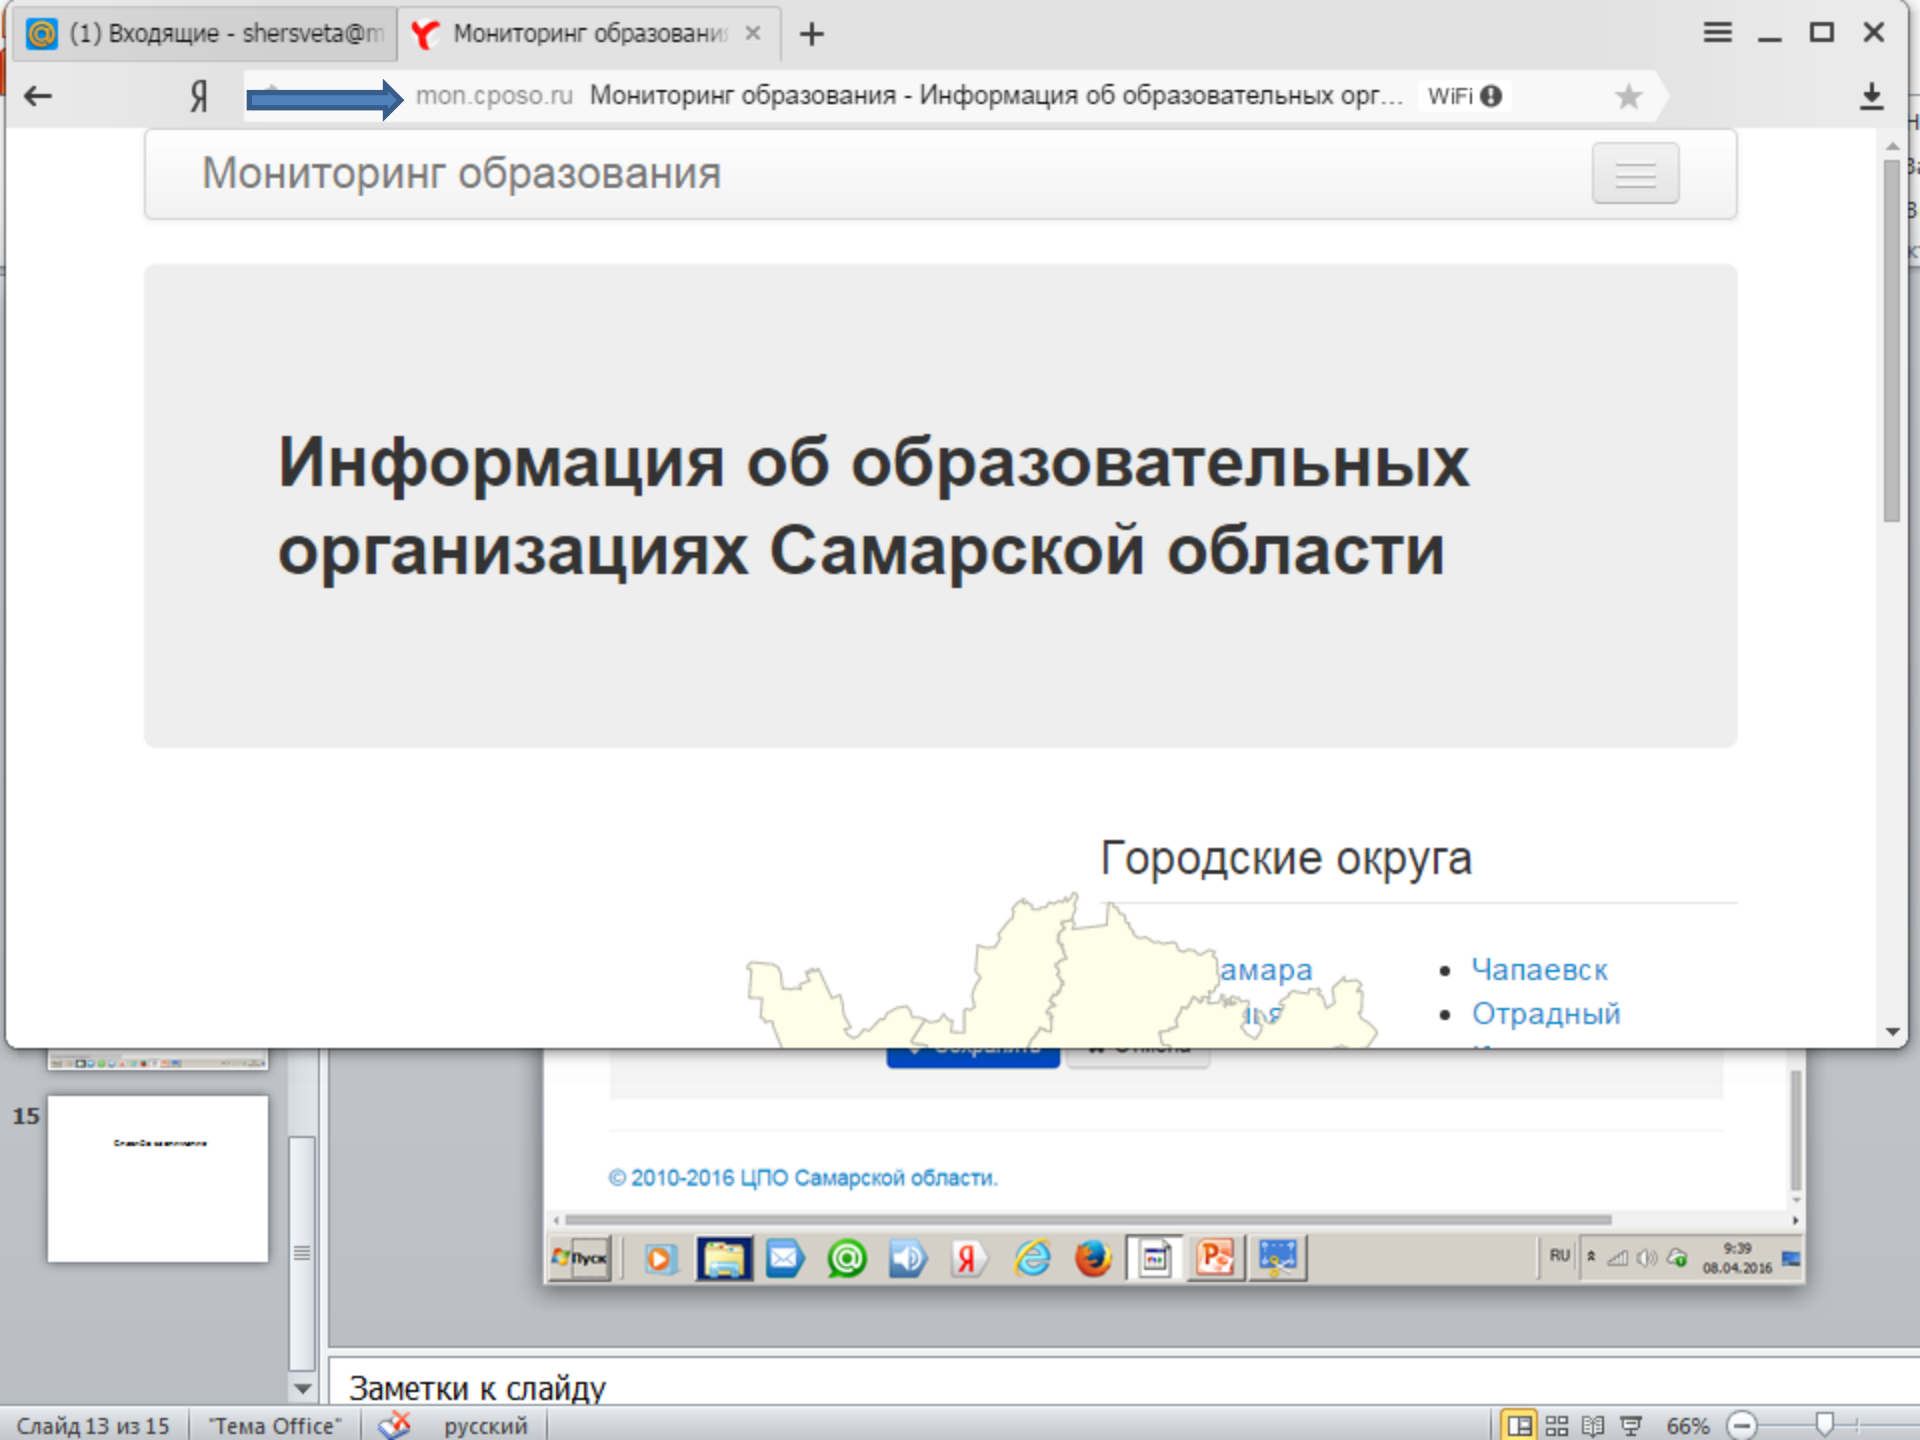 (1) Входящие - shersveta@m
Мониторинг образовани
Я
mon.cposo.ru Мониторинг образования - Информация об образовательных орг... WiFi
Мониторинг образования
Информация об образовательных
организациях Самарской области
Городские округа
амара
Чапаевск
Отрадный
15
© 2010-2016 ЦПО Самарской области.
Пуск
Я
RU
9:39
08.04.2016
Заметки к слайду
Слайд 13 из 15
"Тема Office"
русский
66%